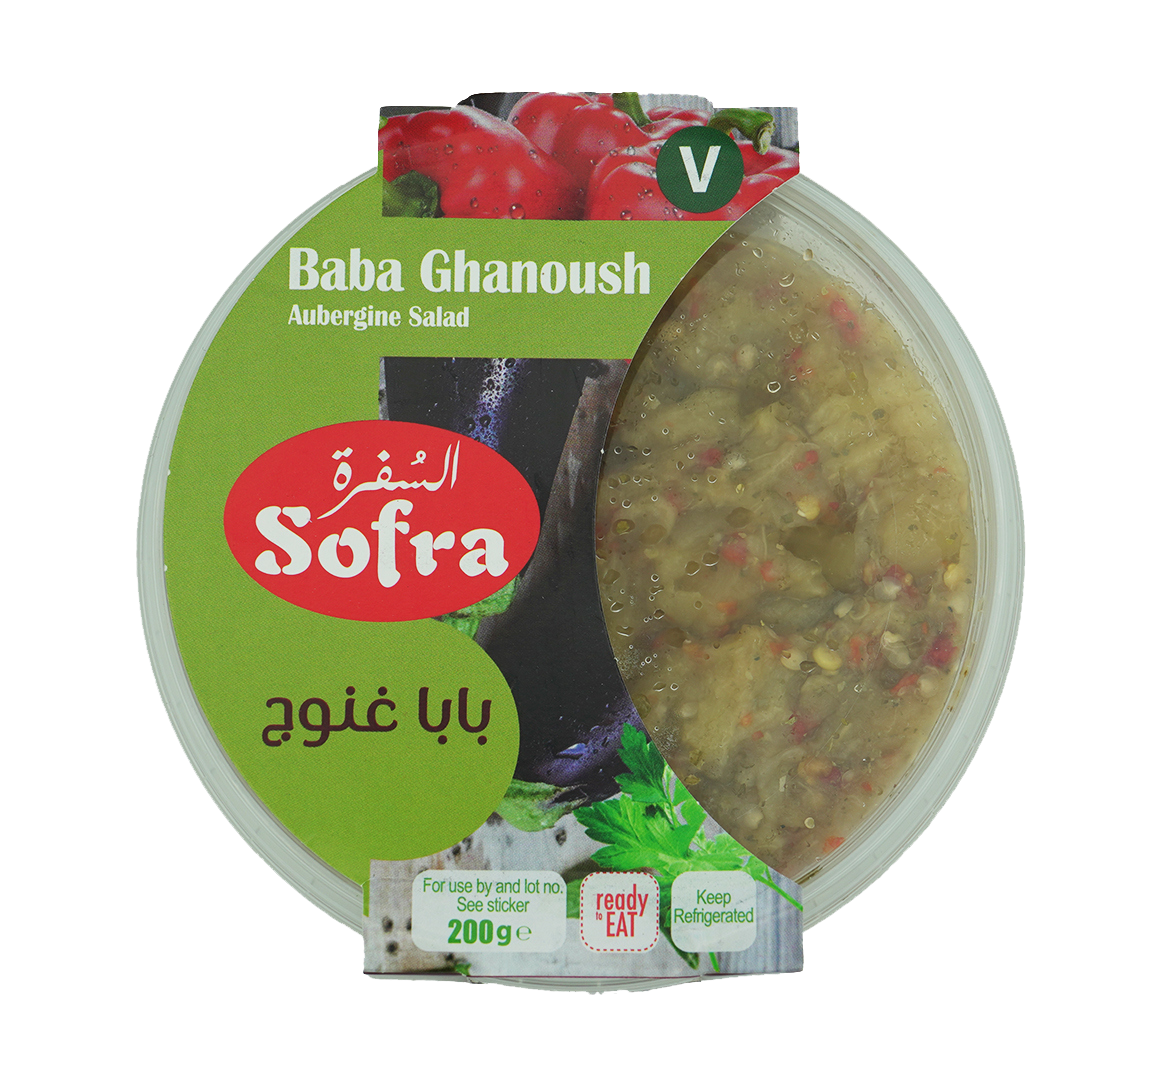 V
Baba Ghanoush
Aubergine Salad
السُفرة
Sofra
بابا غنوج
For use by and lot no.
See sticker
200g℮
ready
to
EAT
Keep
Refrigerated